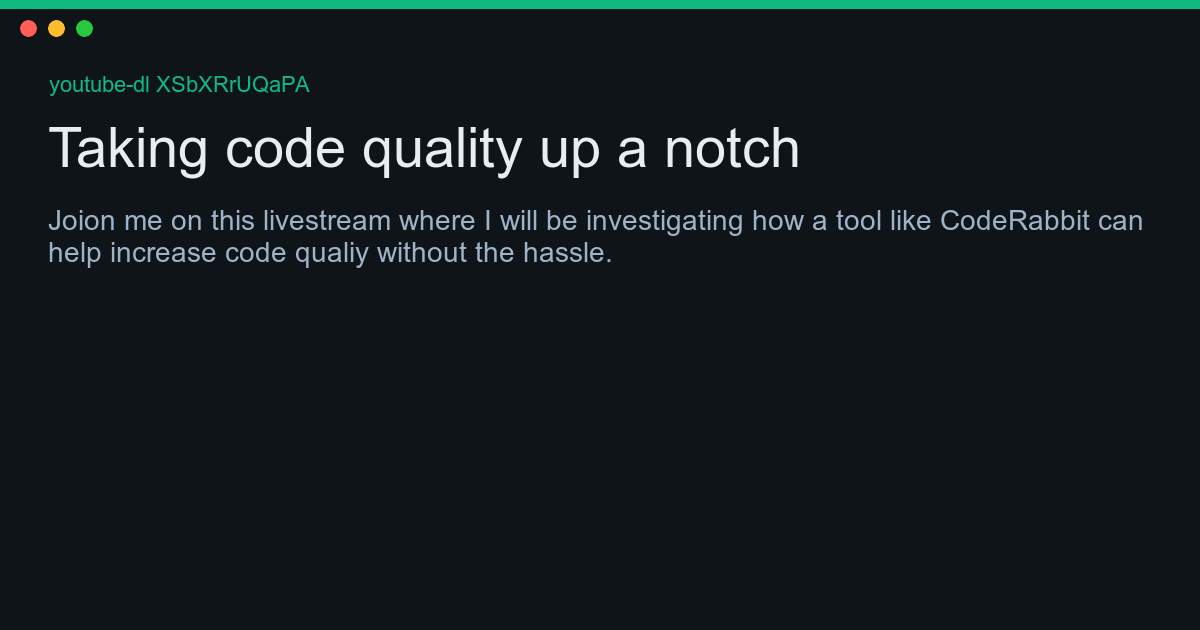 youtube-dl XSbXRrUQaPA
Taking code quality up a notch
Joion me on this livestream where I will be investigating how a tool like CodeRabbit can
help increase code qualiy without the hassle.